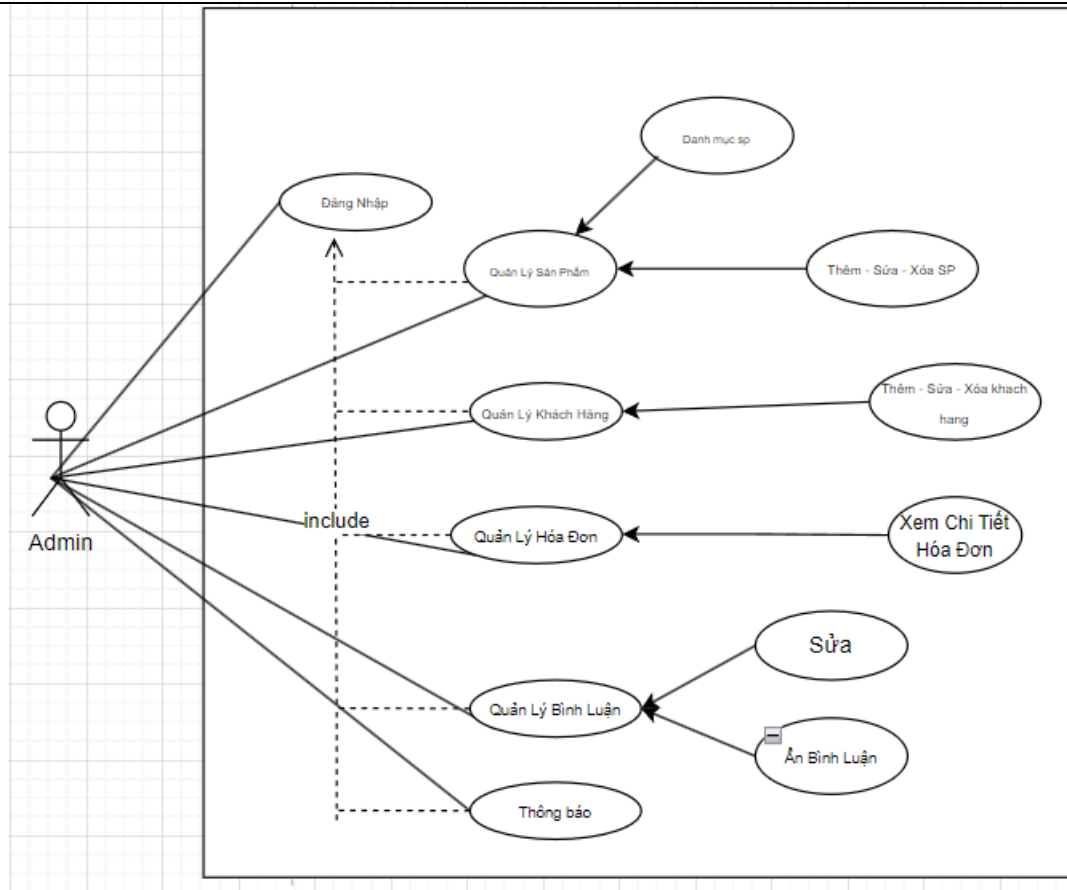 Danh mục sp
Đăng Nhập
Quản Lý Sản Phẩm
Thêm - Sửa - Xóa SP
Thêm - Sửa - Xóa khach
hang
Quản Lý Khách Hàng
include
Quản Lý Hóa Đơn
Xem Chi Tiết
Hóa Đơn
Admin
Sửa
Quản Lý Bình Luận
Ẩn Bình Luận
Thông báo